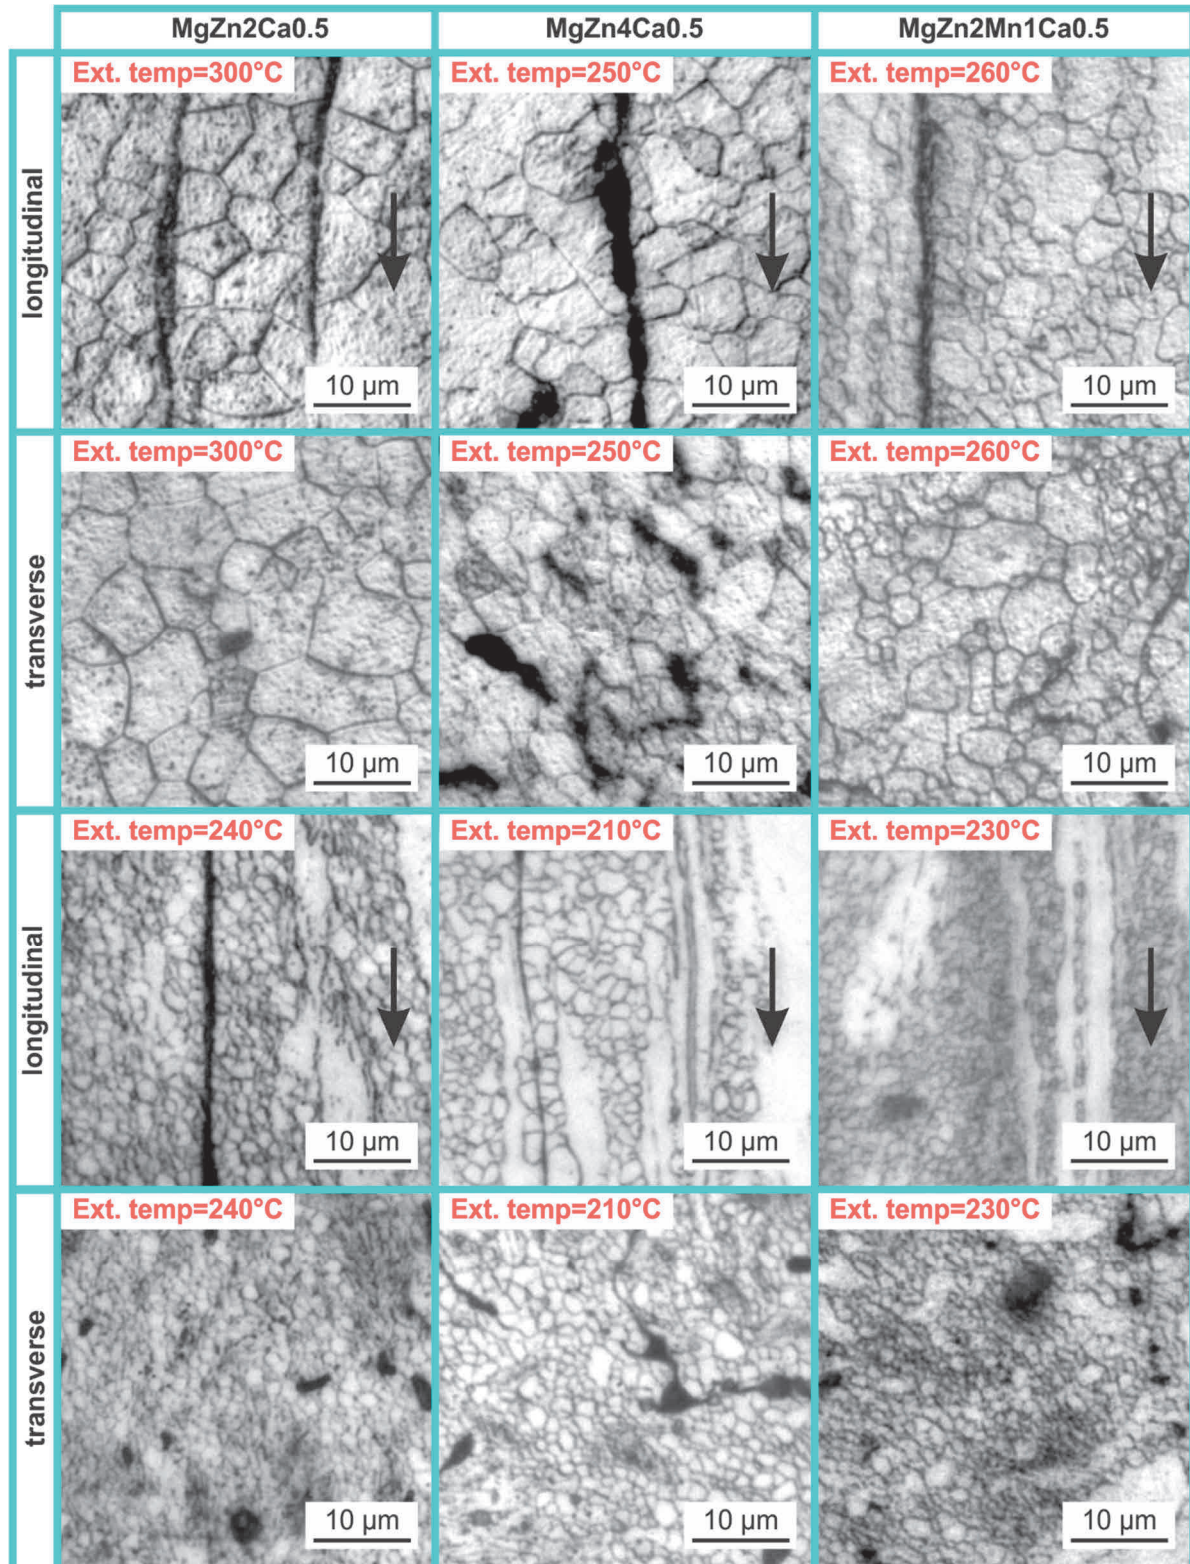 MgZn2Ca0.5 MgZn4Ca0.5 MgZn2Mn1Ca0.5
longitudinal
Ext. temp=300°C Ext. temp=250°C Ext. temp=260°C
10 µm 10 µm 10 µm
transverse
Ext. temp=300°C Ext. temp=250°C Ext. temp=260°C
10 µm 10 µm 10 µm
longitudinal
Ext. temp=240°C Ext. temp=210°C Ext. temp=230°C
10 µm 10 µm 10 µm
transverse
Ext. temp=240°C Ext. temp=210°C Ext. temp=230°C
10 µm 10 µm 10 µm